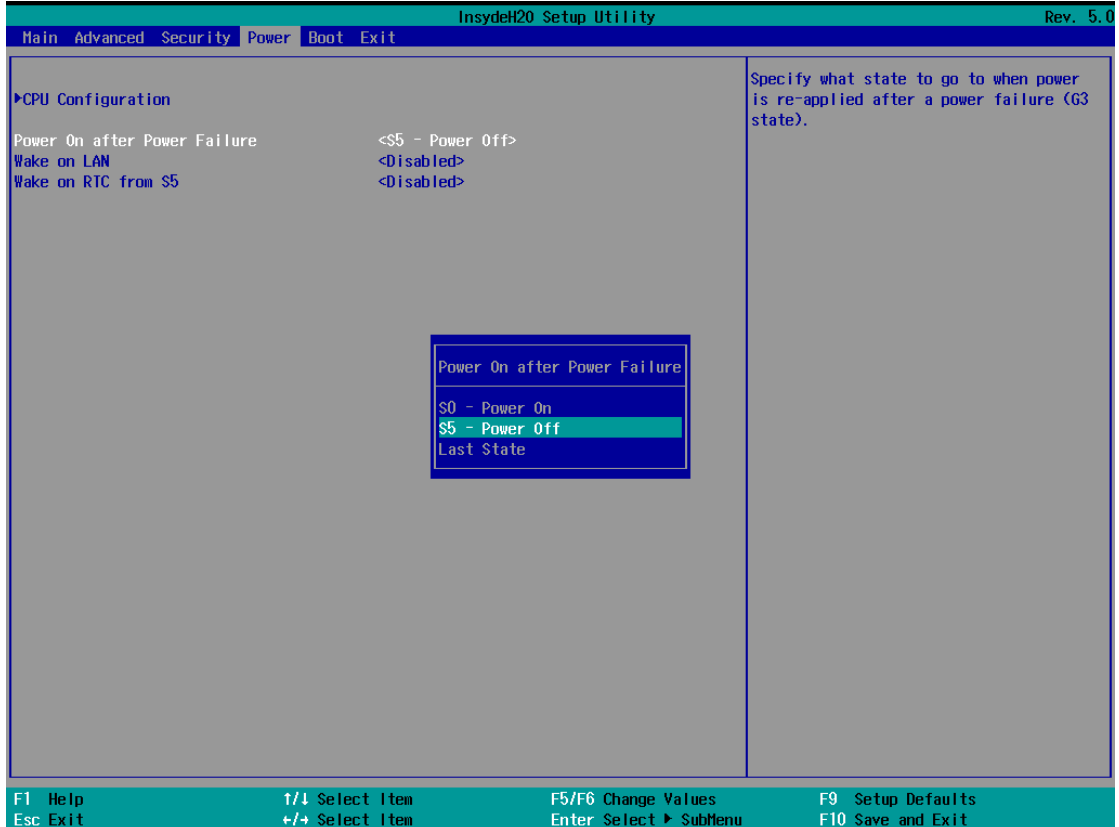 InsydeH20 Setup Utility Rev. 5.0
Main Advanced Security Power Boot Exit
▶CPU Configuration
Power On after Power Failure <S5 - Power Off>
Wake on LAN <Disabled>
Wake on RTC from S5 <Disabled>
Specify what state to go to when power
is re-applied after a power failure (G3
state).
Power On after Power Failure
S0 - Power On
S5 - Power Off
Last State
F1 Help ↑/↓ Select Item F5/F6 Change Values F9 Setup Defaults
Esc Exit ←/→ Select Item Enter Select ▶ SubMenu F10 Save and Exit